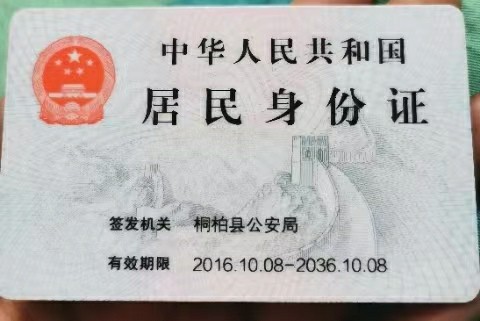 中华人民共和国
居民身份证
签发机关 桐柏县公安局
有效期限 2016.10.08-2036.10.08